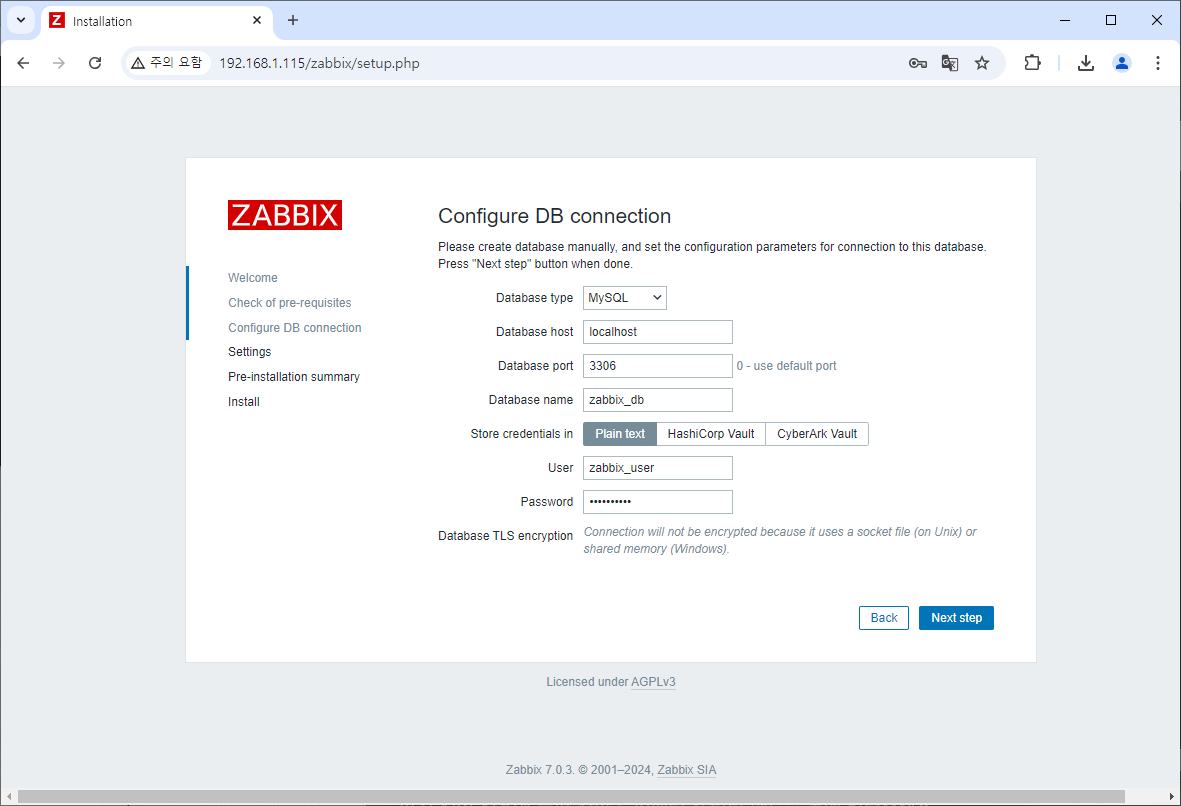 Installation
주의 요함
192.168.1.115/zabbix/setup.php
ZABBIX
Welcome
Check of pre-requisites
Configure DB connection
Settings
Pre-installation summary
Install
Configure DB connection
Please create database manually, and set the configuration parameters for connection to this database.
Press "Next step" button when done.
Database type MySQL
Database host localhost
Database port 3306 0 - use default port
Database name zabbix_db
Store credentials in Plain text HashiCorp Vault CyberArk Vault
User zabbix_user
Password ••••••••••
Database TLS encryption Connection will not be encrypted because it uses a socket file (on Unix) or
shared memory (Windows).
Back Next step
Licensed under AGPLv3
Zabbix 7.0.3. © 2001–2024, Zabbix SIA